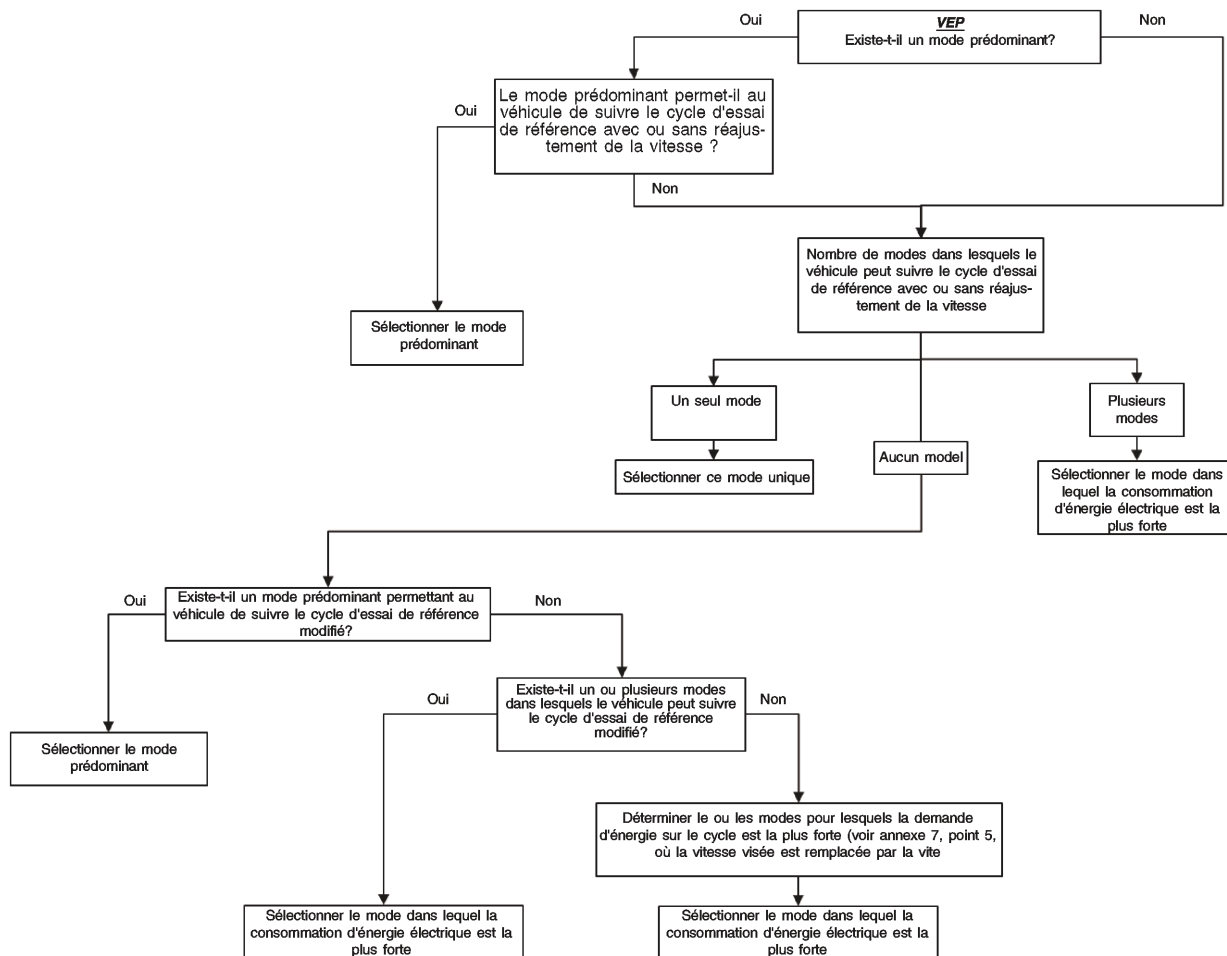 Oui
VEP
Existe-t-il un mode prédominant?
Non
Le mode prédominant permet-il au
véhicule de suivre le cycle d'essai
de référence avec ou sans réajus-
tement de la vitesse ?
Oui
Non
Nombre de modes dans lesquels le
véhicule peut suivre le cycle d'essai
de référence avec ou sans réajus-
tement de la vitesse
Sélectionner le mode
prédominant
Un seul mode
Plusieurs
modes
Aucun model
Sélectionner ce mode unique
Sélectionner le mode dans
lequel la consommation
d'énergie électrique est la
plus forte
Oui
Existe-t-il un mode prédominant permettant au
véhicule de suivre le cycle d'essai de référence
modifié?
Non
Oui
Existe-t-il un ou plusieurs modes
dans lesquels le véhicule peut suivre
le cycle d'essai de référence
modifié?
Non
Sélectionner le mode
prédominant
Déterminer le ou les modes pour lesquels la demande
d'énergie sur le cycle est la plus forte (voir annexe 7, point 5,
où la vitesse visée est remplacée par la vite
Sélectionner le mode dans lequel la
consommation d'énergie électrique est la
plus forte
Sélectionner le mode dans lequel la
consommation d'énergie électrique est la
plus forte